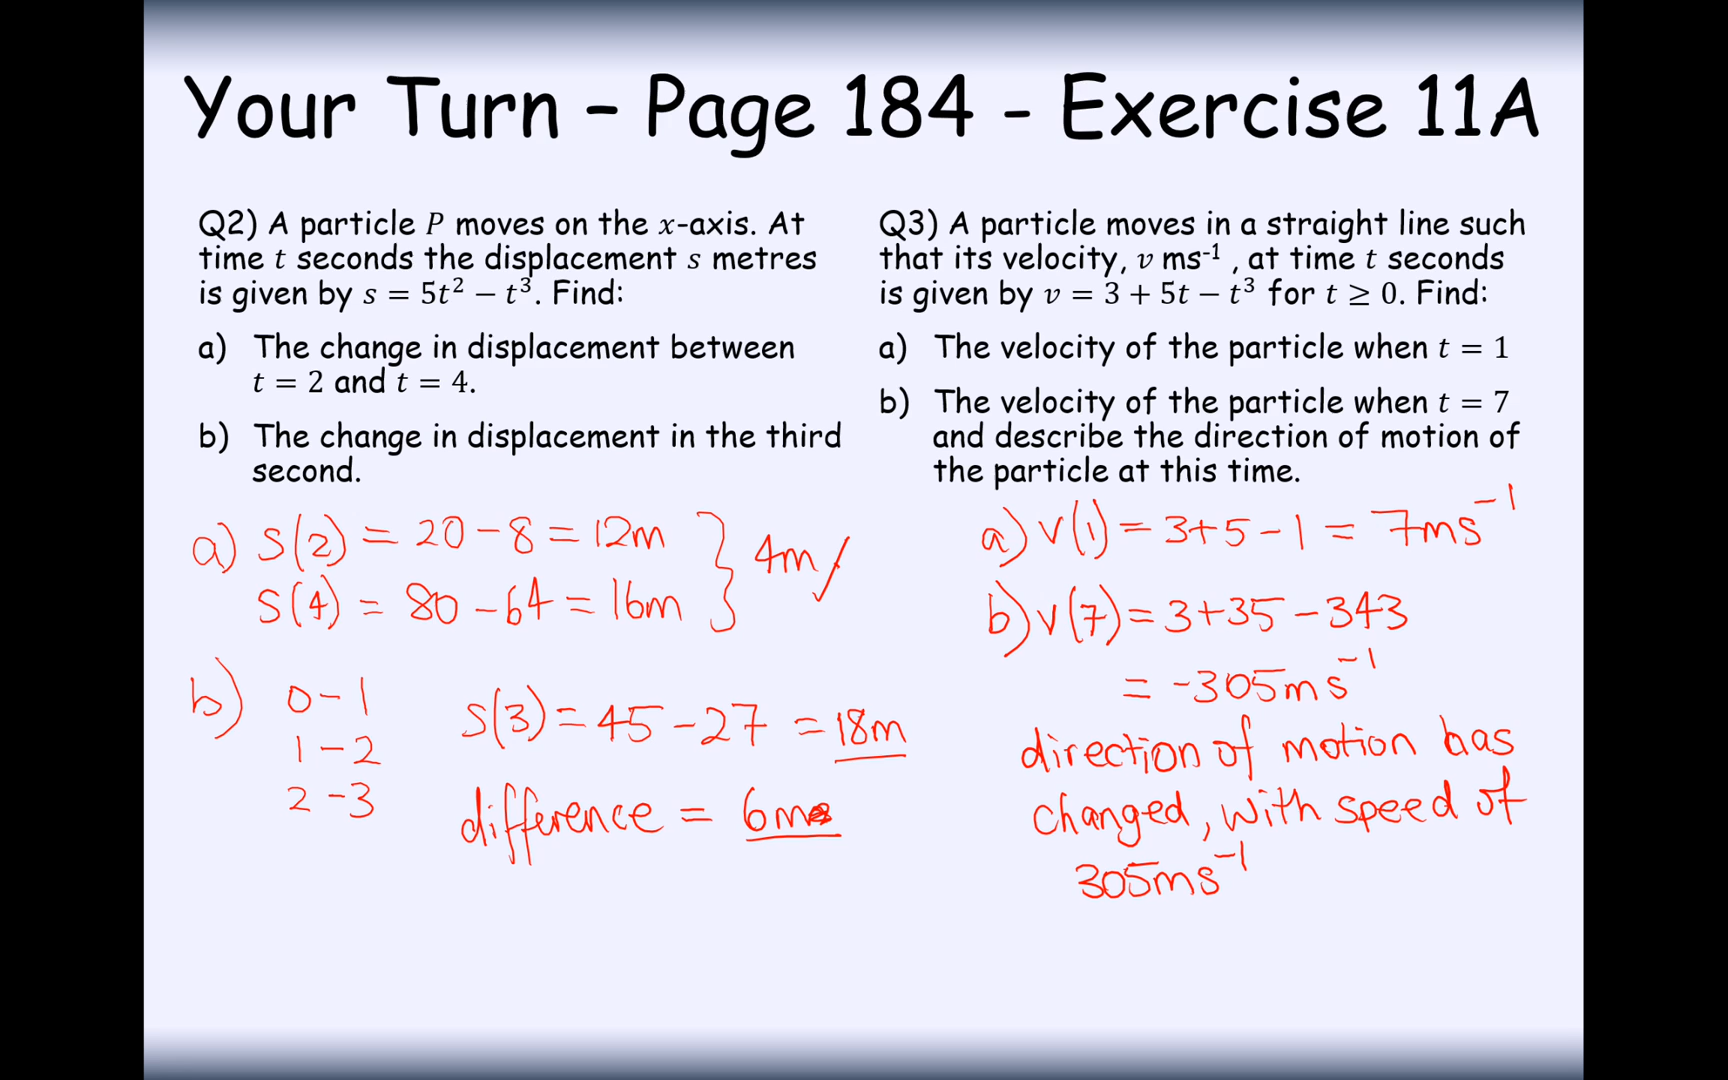 Your Turn – Page 184 - Exercise 11A
Q2) A particle P moves on the x-axis. At
time t seconds the displacement s metres
is given by s = 5t² − t³. Find:
a) The change in displacement between
t = 2 and t = 4.
b) The change in displacement in the third
second.
a) s(2) = 20 - 8 = 12m
s(4) = 80 - 64 = 16m
} 4m
b) 0 - 1
1 - 2
2 - 3
s(3) = 45 - 27 = 18m
difference = 6m
Q3) A particle moves in a straight line such
that its velocity, v ms⁻¹ , at time t seconds
is given by v = 3 + 5t − t³ for t ≥ 0. Find:
a) The velocity of the particle when t = 1
b) The velocity of the particle when t = 7
and describe the direction of motion of
the particle at this time.
a) v(1) = 3+5-1 = 7ms⁻¹
b) v(7) = 3+35-343
= -305ms⁻¹
direction of motion has
changed, with speed of
305ms⁻¹